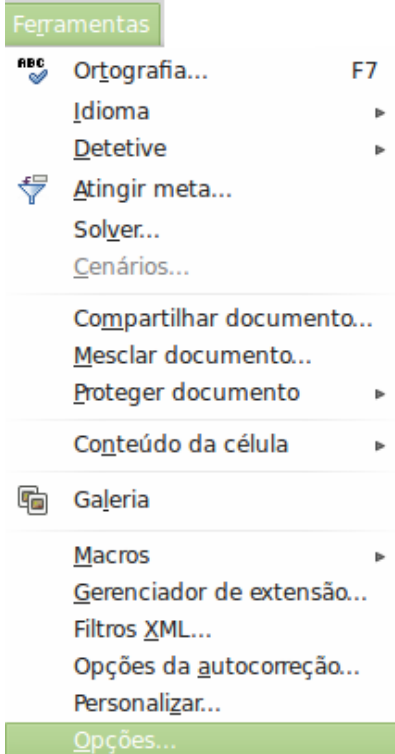 Ferramentas
ABC Ortografia... F7
Idioma
Detetive
Atingir meta...
Solver...
Cenários...
Compartilhar documento...
Mesclar documento...
Proteger documento
Conteúdo da célula
Galeria
Macros
Gerenciador de extensão...
Filtros XML...
Opções da autocorreção...
Personalizar...
Opções...